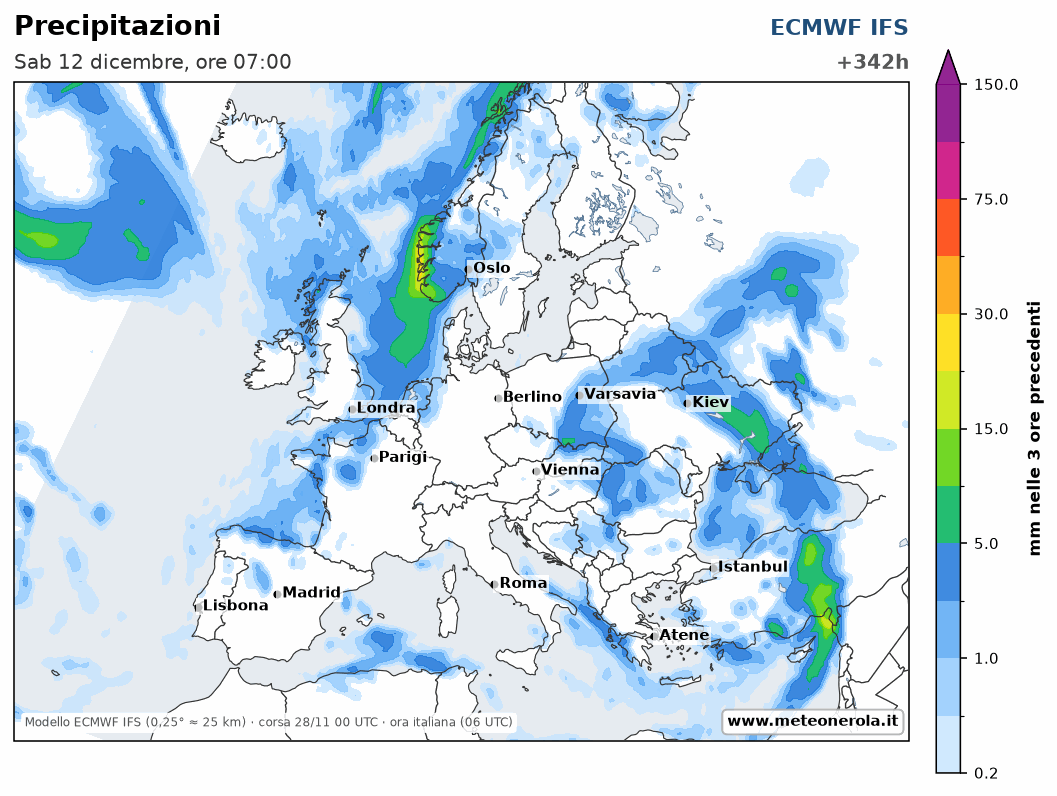 Precipitazioni
ECMWF IFS
Sab 12 dicembre, ore 07:00
+342h
150.0
75.0
30.0
15.0
5.0
1.0
0.2
mm nelle 3 ore precedenti
Oslo
Londra
Berlino
Varsavia
Kiev
Parigi
Vienna
Istanbul
Roma
Madrid
Lisbona
Atene
Modello ECMWF IFS (0,25° ≈ 25 km) · corsa 28/11 00 UTC · ora italiana (06 UTC)
www.meteonerola.it